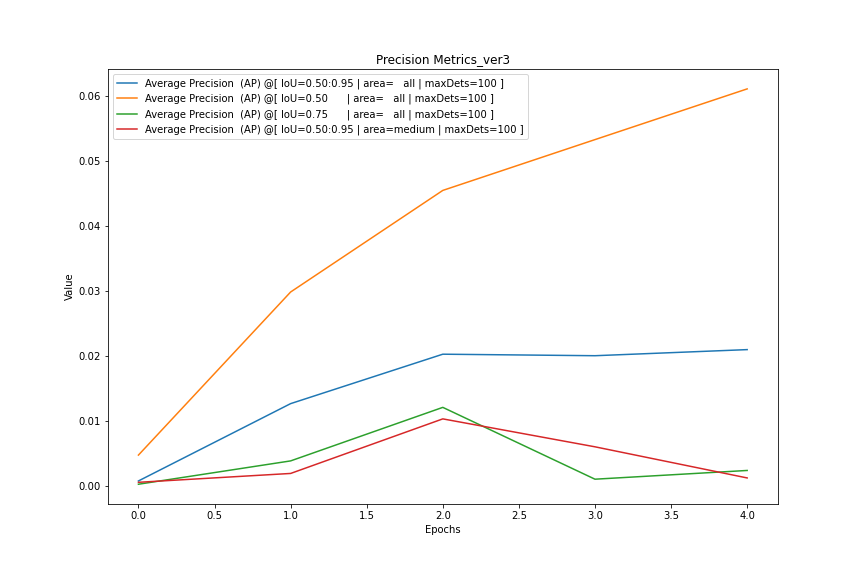 Precision Metrics_ver3
Average Precision  (AP) @[ IoU=0.50:0.95 | area=   all | maxDets=100 ]
Average Precision  (AP) @[ IoU=0.50      | area=   all | maxDets=100 ]
Average Precision  (AP) @[ IoU=0.75      | area=   all | maxDets=100 ]
Average Precision  (AP) @[ IoU=0.50:0.95 | area=medium | maxDets=100 ]
0.06
0.05
0.04
0.03
0.02
0.01
0.00
Value
0.0 0.5 1.0 1.5 2.0 2.5 3.0 3.5 4.0
Epochs